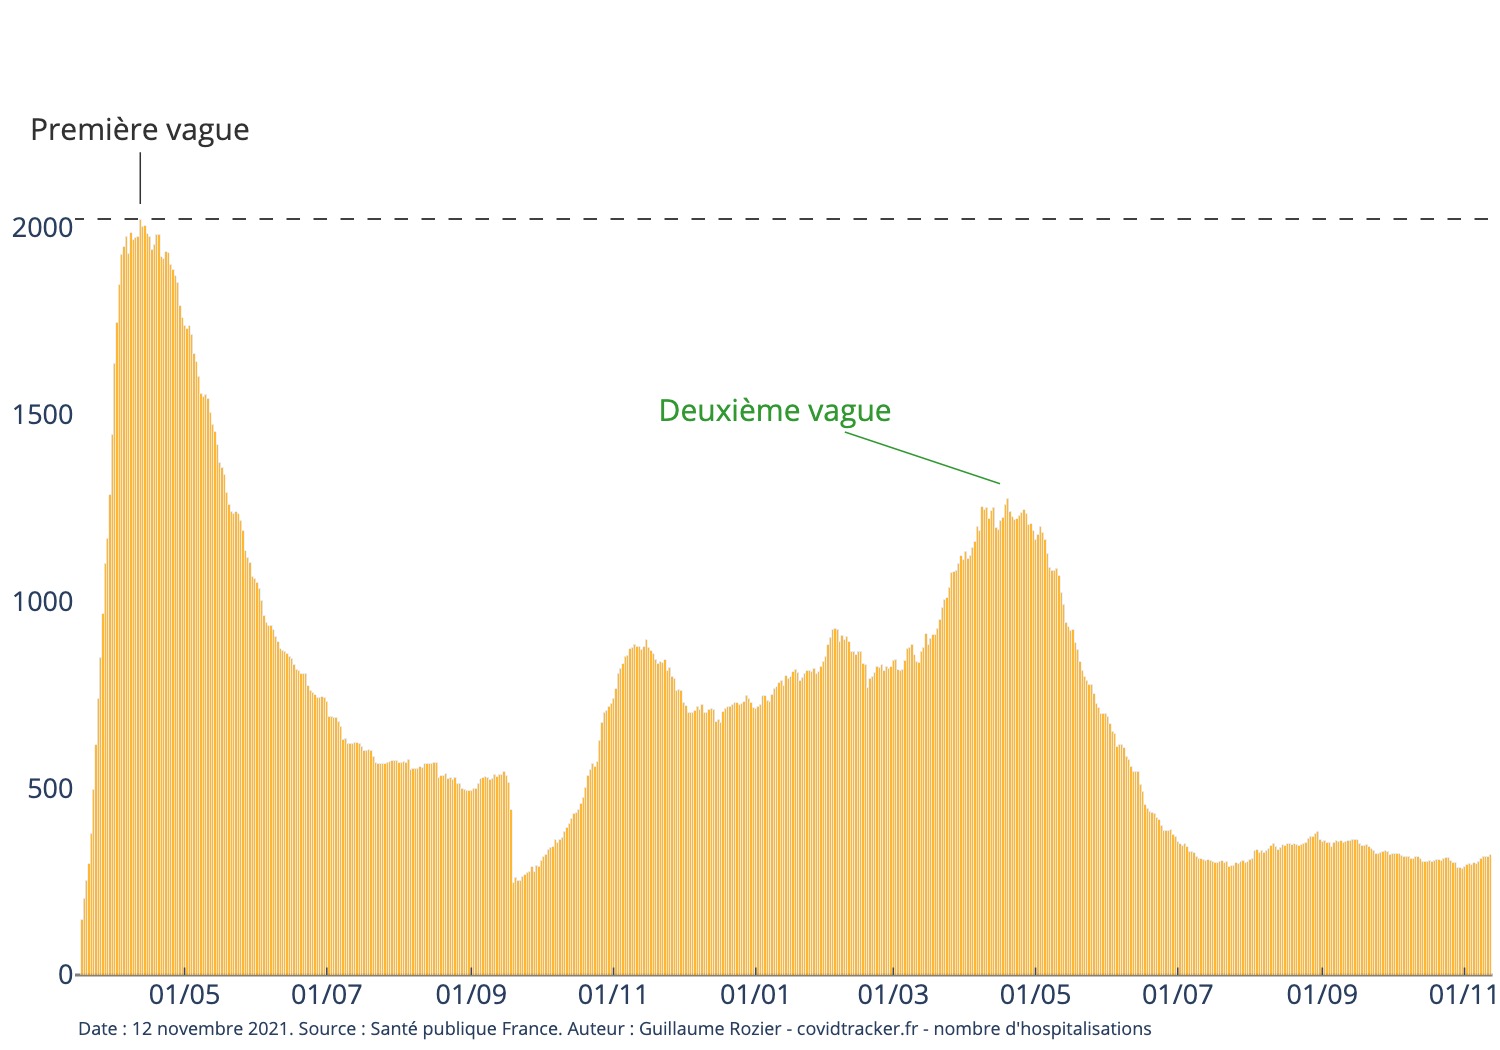 Première vague
2000
1500
Deuxième vague
1000
500
0
01/05 01/07 01/09 01/11 01/01 01/03 01/05 01/07 01/09 01/11
Date : 12 novembre 2021. Source : Santé publique France. Auteur : Guillaume Rozier - covidtracker.fr - nombre d'hospitalisations